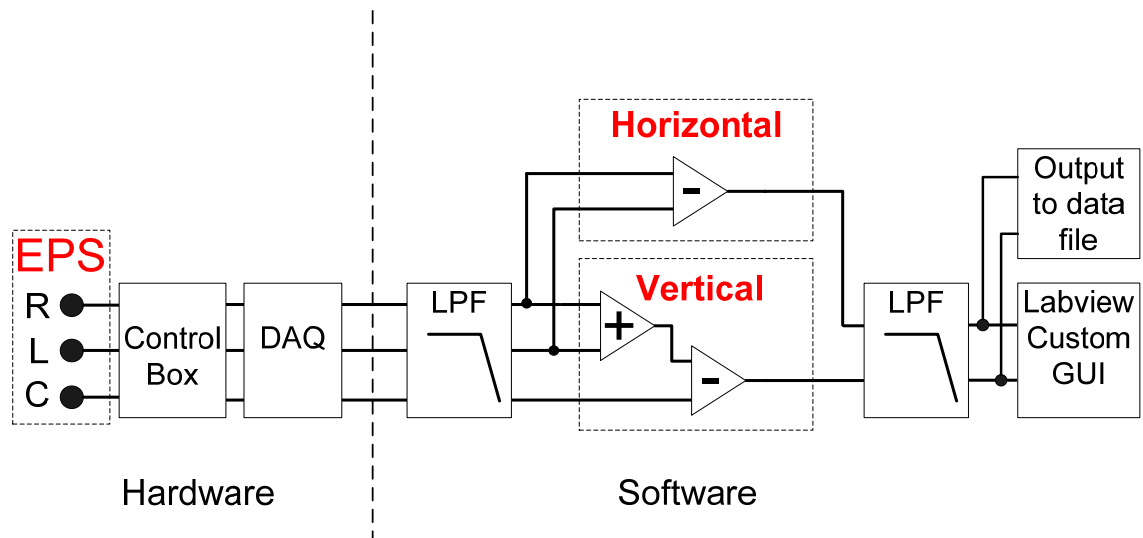 Horizontal
-
Output
to data
file
EPS
R
L
C
Control
Box
DAQ
LPF
Vertical
+
-
LPF
Labview
Custom
GUI
Hardware
Software